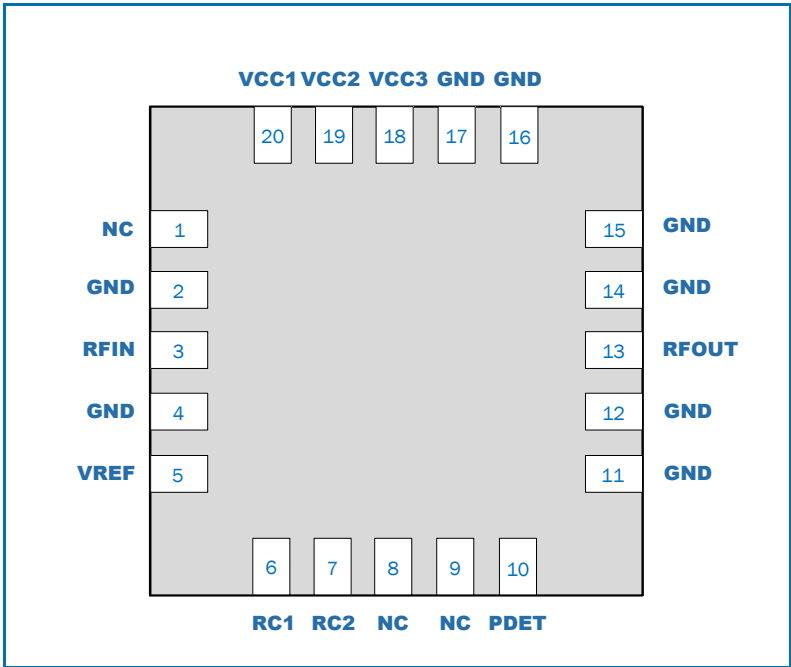 VCC1 VCC2 VCC3 GND GND
20 19 18 17 16
NC 1 15 GND
GND 2 14 GND
RFIN 3 13 RFOUT
GND 4 12 GND
VREF 5 11 GND
6 7 8 9 10
RC1 RC2 NC NC PDET